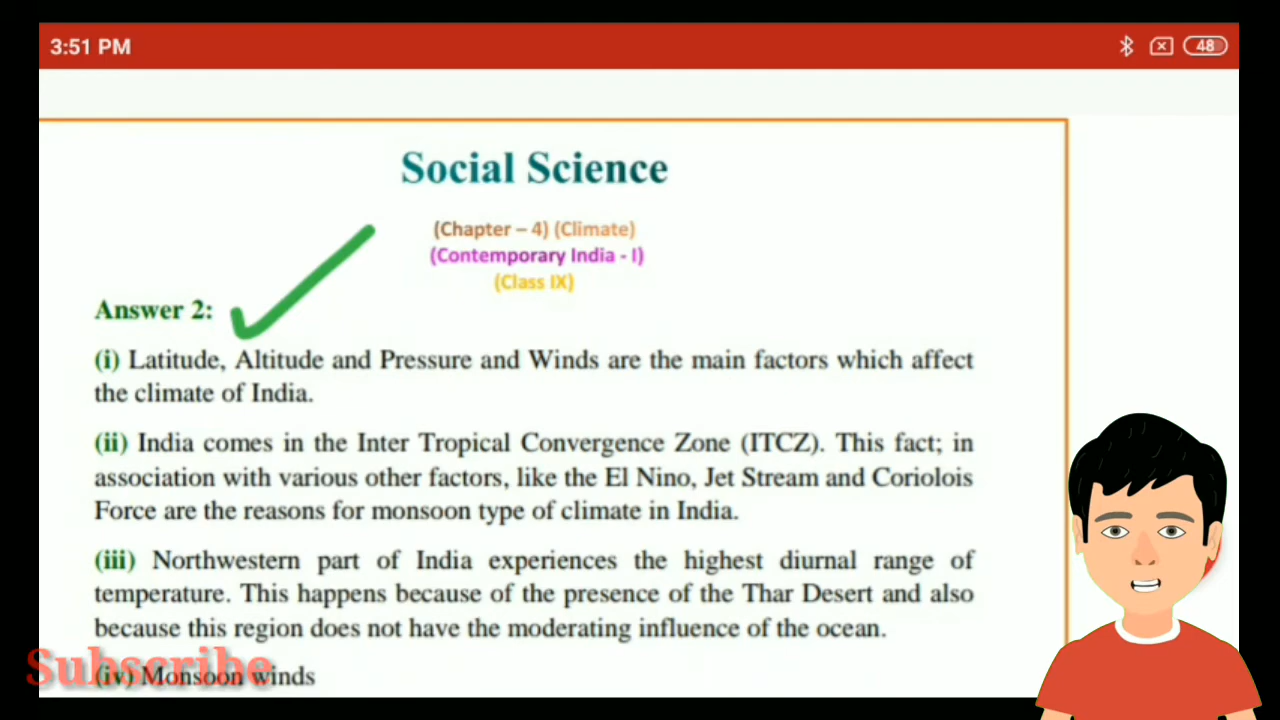 3:51 PM
48
Social Science
(Chapter – 4) (Climate)
(Contemporary India - I)
(Class IX)
Answer 2:
(i) Latitude, Altitude and Pressure and Winds are the main factors which affect
the climate of India.
(ii) India comes in the Inter Tropical Convergence Zone (ITCZ). This fact; in
association with various other factors, like the El Nino, Jet Stream and Coriolois
Force are the reasons for monsoon type of climate in India.
(iii) Northwestern part of India experiences the highest diurnal range of
temperature. This happens because of the presence of the Thar Desert and also
because this region does not have the moderating influence of the ocean.
Subscribe
(iv) Monsoon winds